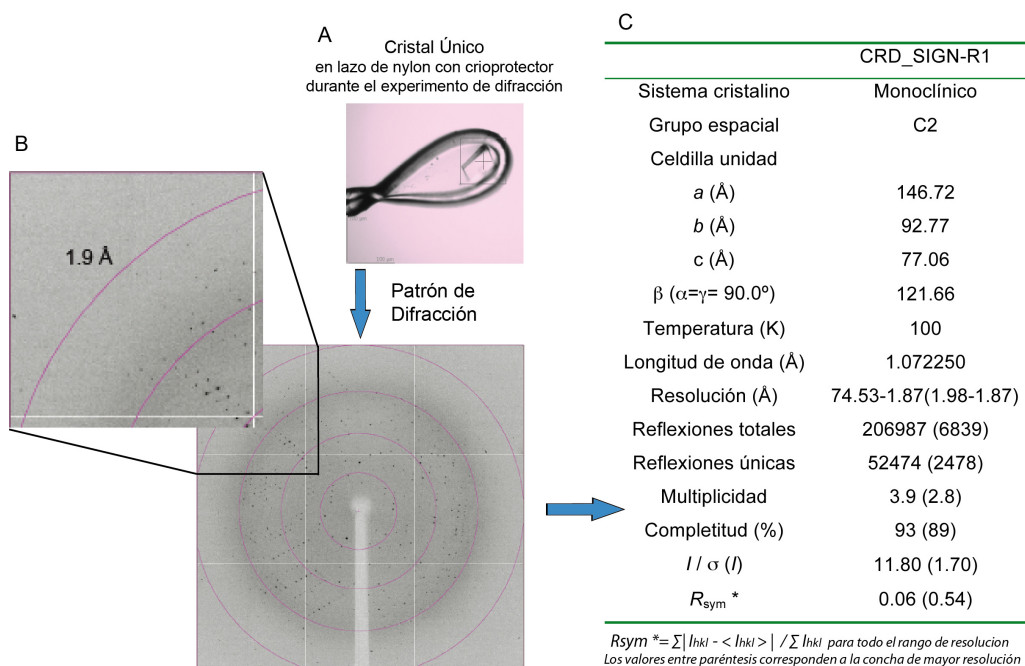 A
Cristal Único
en lazo de nylon con crioprotector
durante el experimento de difracción
B
1.9 Å
Patrón de
Difracción
C
CRD_SIGN-R1
Sistema cristalino Monoclínico
Grupo espacial C2
Celdilla unidad
a (Å) 146.72
b (Å) 92.77
c (Å) 77.06
β (α=γ= 90.0º) 121.66
Temperatura (K) 100
Longitud de onda (Å) 1.072250
Resolución (Å) 74.53-1.87(1.98-1.87)
Reflexiones totales 206987 (6839)
Reflexiones únicas 52474 (2478)
Multiplicidad 3.9 (2.8)
Completitud (%) 93 (89)
I / σ (I) 11.80 (1.70)
Rsym * 0.06 (0.54)
Rsym *= ∑| Ihkl - < Ihkl > | / ∑ Ihkl para todo el rango de resolucion
Los valores entre paréntesis corresponden a la concha de mayor resolución